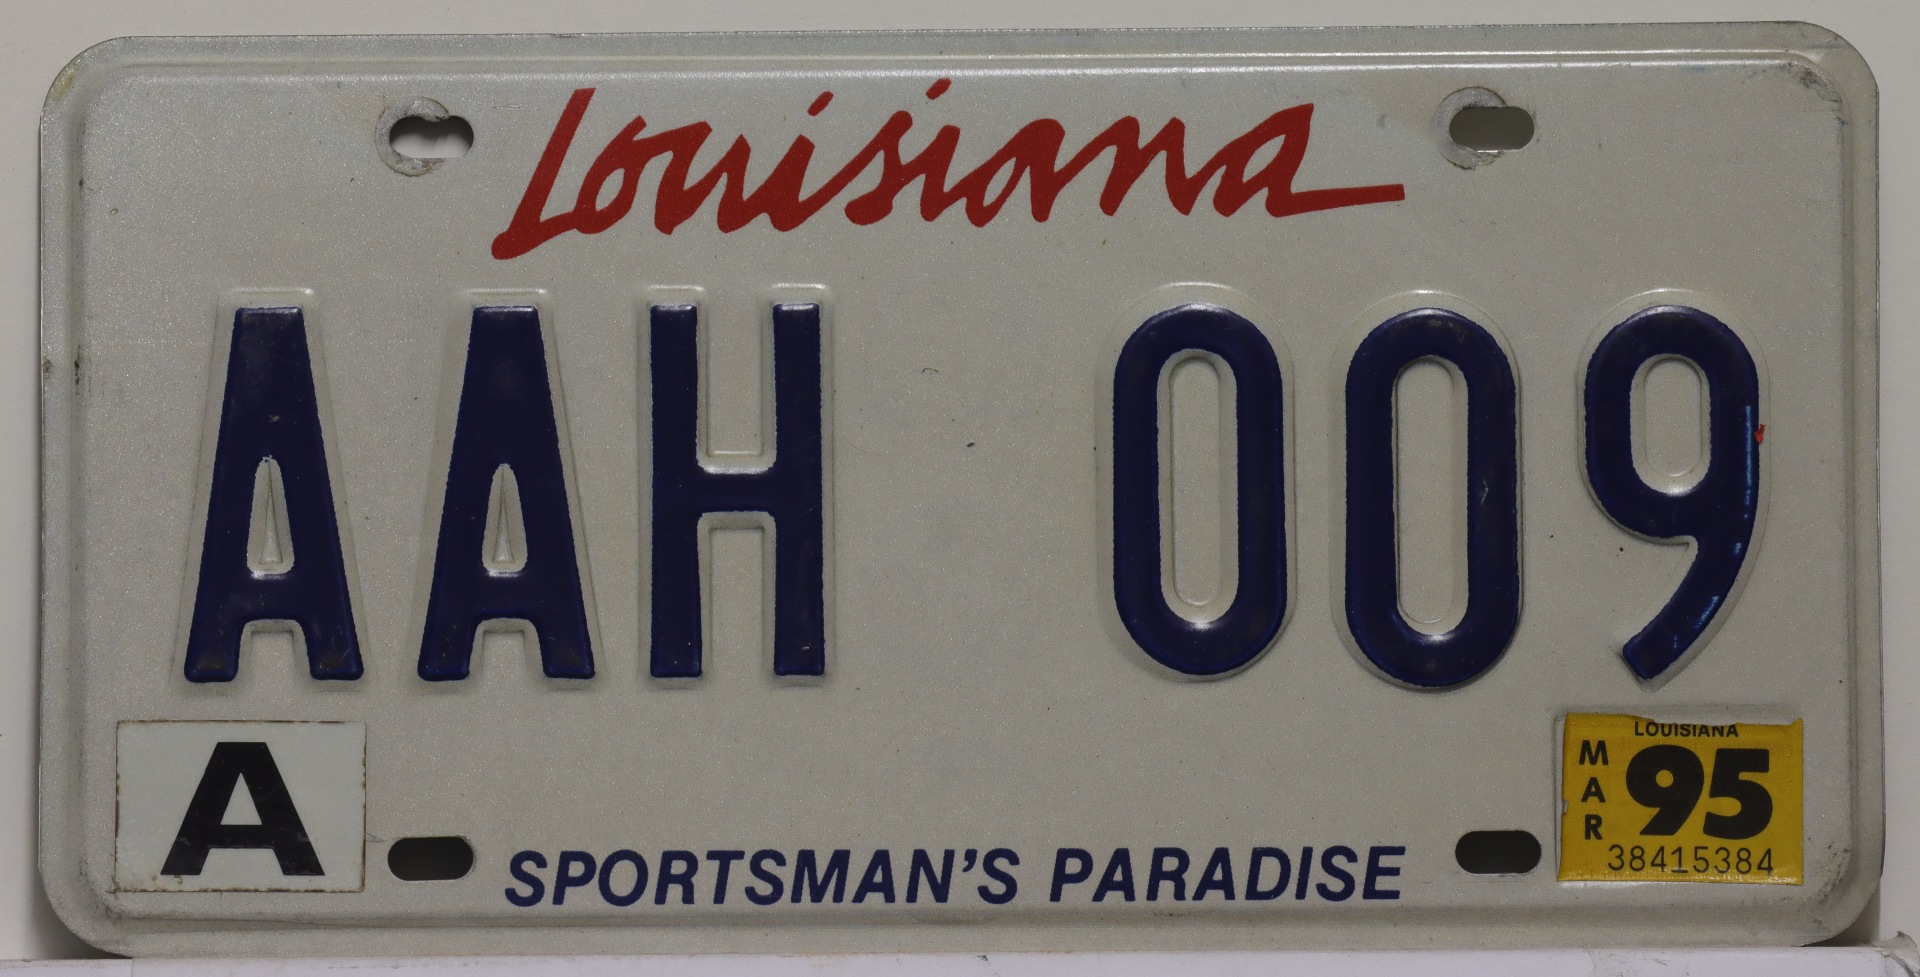 Louisiana
AAH 009
A
LOUISIANA
MAR
95
38415384
SPORTSMAN'S PARADISE